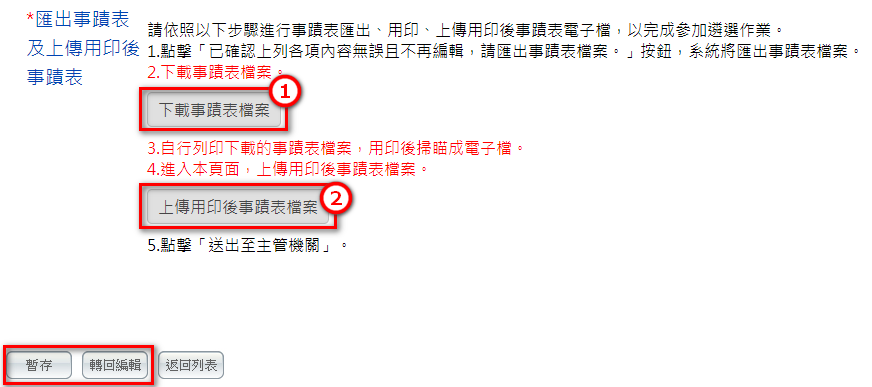 *匯出事蹟表
及上傳用印後
事蹟表
請依照以下步驟進行事蹟表匯出、用印、上傳用印後事蹟表電子檔，以完成參加遴選作業。
1.點擊「已確認上列各項內容無誤且不再編輯，請匯出事蹟表檔案。」按鈕，系統將匯出事蹟表檔案。
2.下載事蹟表檔案。
1
下載事蹟表檔案
3.自行列印下載的事蹟表檔案，用印後掃瞄成電子檔。
4.進入本頁面，上傳用印後事蹟表檔案。
2
上傳用印後事蹟表檔案
5.點擊「送出至主管機關」。
暫存 轉回編輯 返回列表